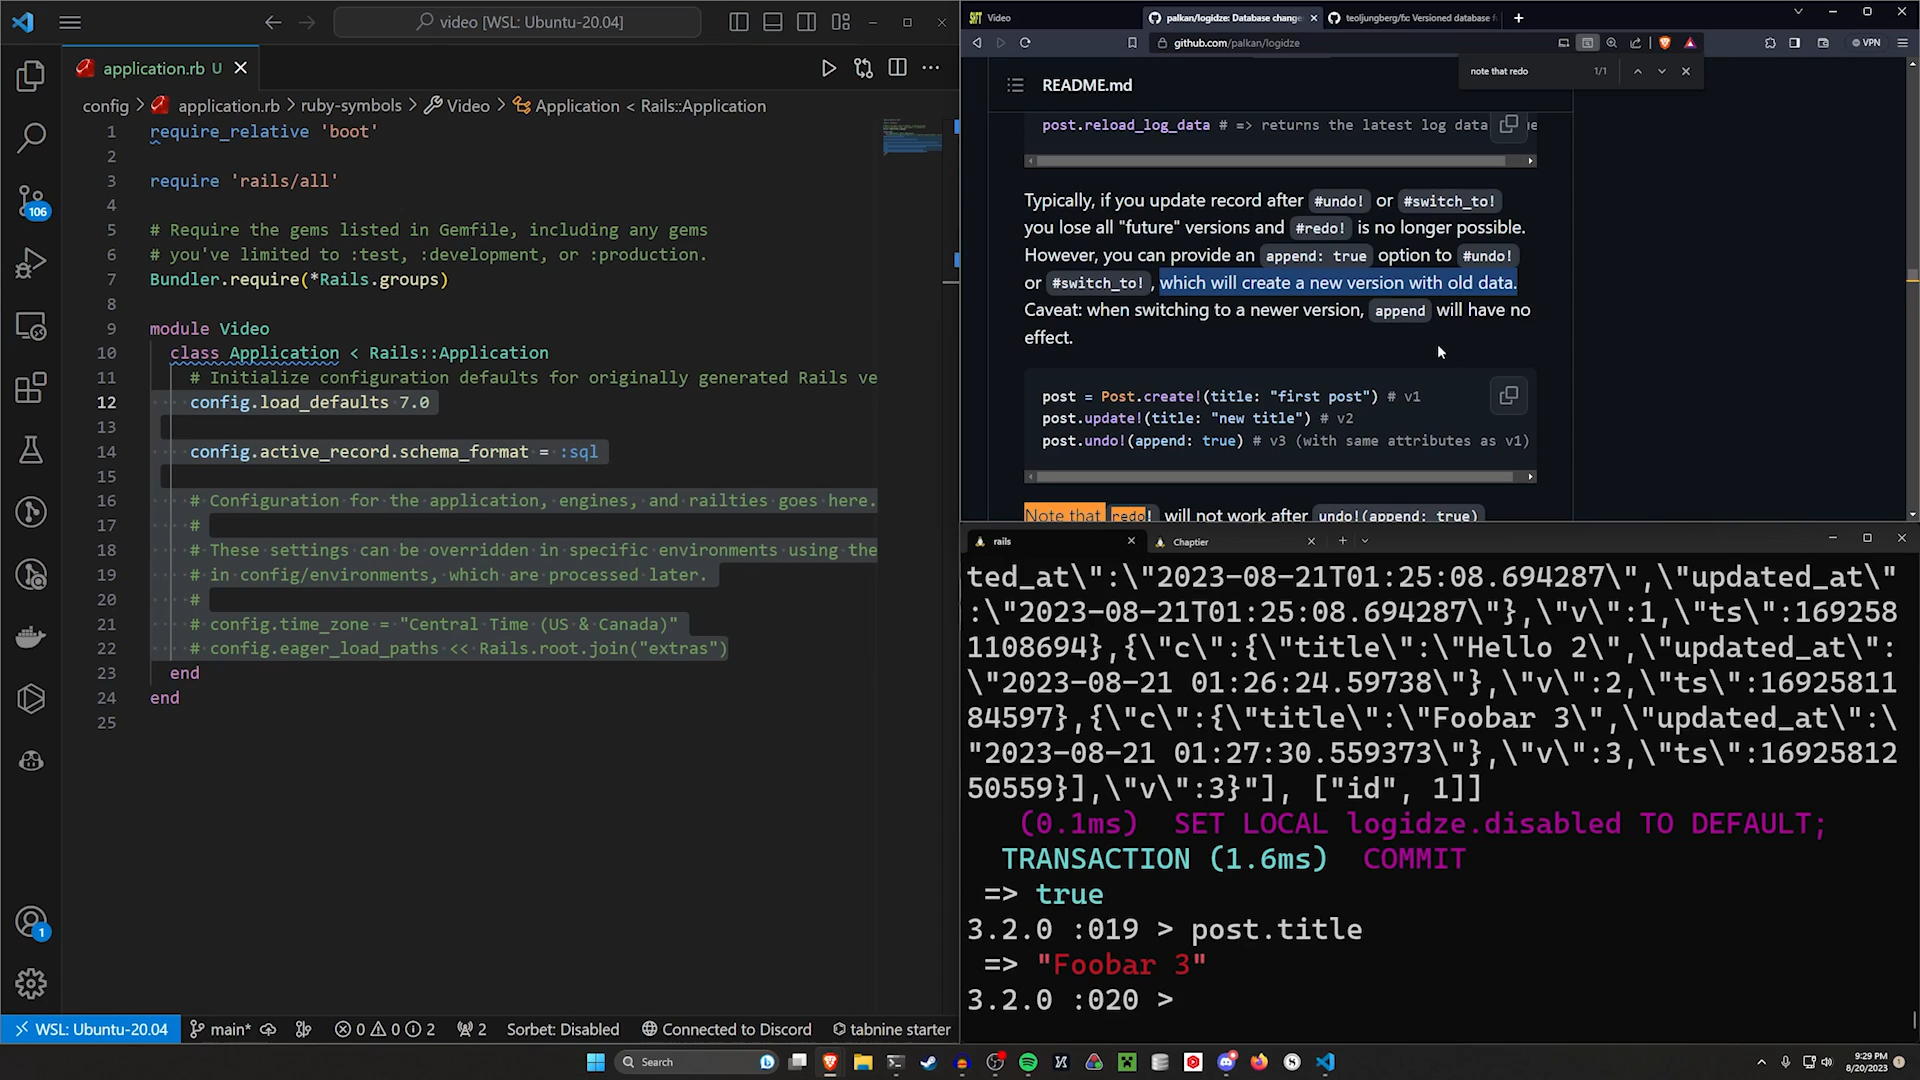 video [WSL: Ubuntu-20.04]
application.rb U
config > application.rb > ruby-symbols > Video > Application < Rails::Application
1 require_relative 'boot'
2
3 require 'rails/all'
4
5 # Require the gems listed in Gemfile, including any gems
6 # you've limited to :test, :development, or :production.
7 Bundler.require(*Rails.groups)
8
9 module Video
10 class Application < Rails::Application
11 # Initialize configuration defaults for originally generated Rails ve
12 config.load_defaults 7.0
13
14 config.active_record.schema_format = :sql
15
16 # Configuration for the application, engines, and railties goes here.
17 #
18 # These settings can be overridden in specific environments using the
19 # in config/environments, which are processed later.
20 #
21 # config.time_zone = "Central Time (US & Canada)"
22 # config.eager_load_paths << Rails.root.join("extras")
23 end
24 end
25
106
1
WSL: Ubuntu-20.04 main* 0 0 2 2 Sorbet: Disabled Connected to Discord tabnine starter
Video
palkan/logidze: Database change
teoljungberg/fx: Versioned database f
github.com/palkan/logidze
VPN
note that redo 1/1
README.md
post.reload_log_data # => returns the latest log data ue
Typically, if you update record after #undo! or #switch_to!
you lose all "future" versions and #redo! is no longer possible.
However, you can provide an append: true option to #undo!
or #switch_to!, which will create a new version with old data.
Caveat: when switching to a newer version, append will have no
effect.
post = Post.create!(title: "first post") # v1
post.update!(title: "new title") # v2
post.undo!(append: true) # v3 (with same attributes as v1)
Note that redo! will not work after undo!(append: true)
rails
Chaptier
ted_at\":\"2023-08-21T01:25:08.694287\",\"updated_at\"
:\"2023-08-21T01:25:08.694287\"},\"v\":1,\"ts\":169258
1108694},{\"c\":{\"title\":\"Hello 2\",\"updated_at\":
\"2023-08-21 01:26:24.59738\"},\"v\":2,\"ts\":16925811
84597},{\"c\":{\"title\":\"Foobar 3\",\"updated_at\":\
"2023-08-21 01:27:30.559373\"},\"v\":3,\"ts\":16925812
50559}],\"v\":3}"], ["id", 1]]
(0.1ms) SET LOCAL logidze.disabled TO DEFAULT;
TRANSACTION (1.6ms) COMMIT
=> true
3.2.0 :019 > post.title
=> "Foobar 3"
3.2.0 :020 >
Search
9:29 PM
8/20/2023